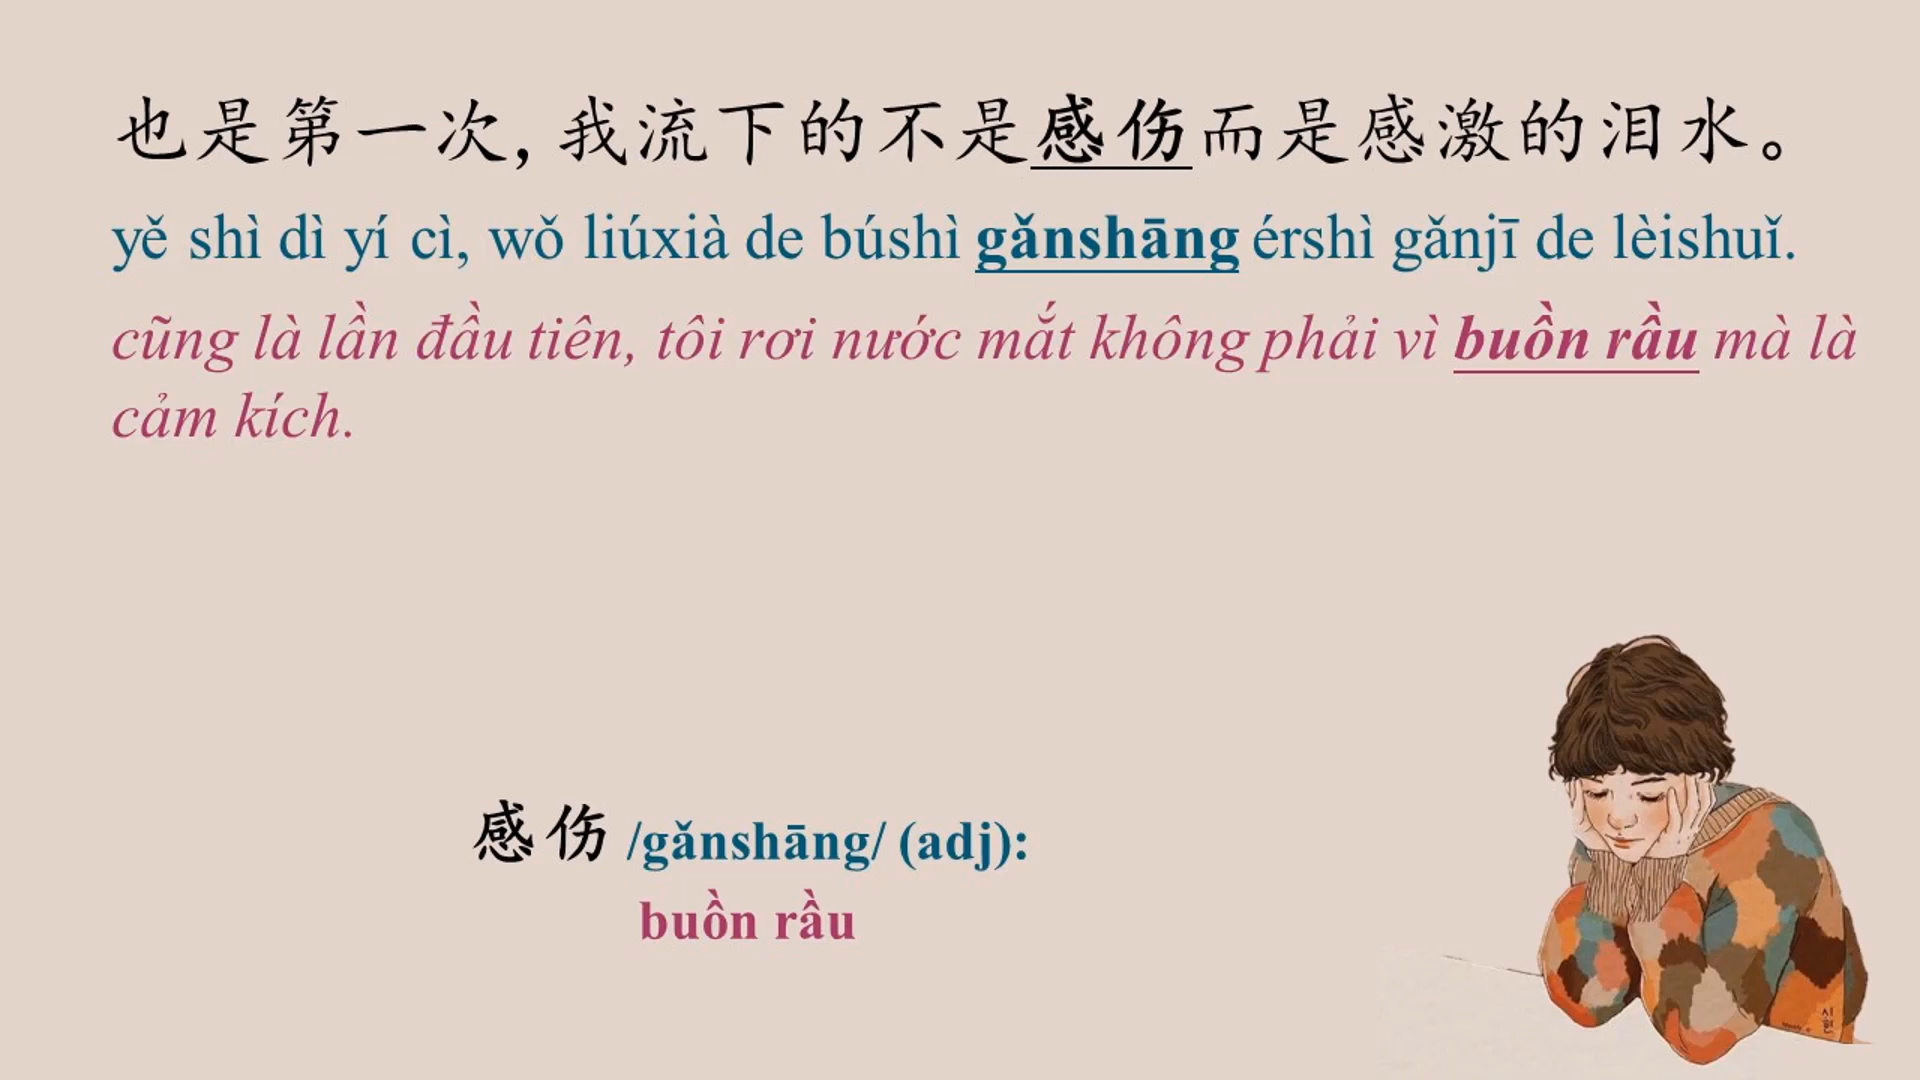 也是第一次,我流下的不是感伤而是感激的泪水。
yě shì dì yí cì, wǒ liúxià de búshì gǎnshāng érshì gǎnjī de lèishuǐ.
cũng là lần đầu tiên, tôi rơi nước mắt không phải vì buồn rầu mà là
cảm kích.
感伤 /gǎnshāng/ (adj):
buồn rầu